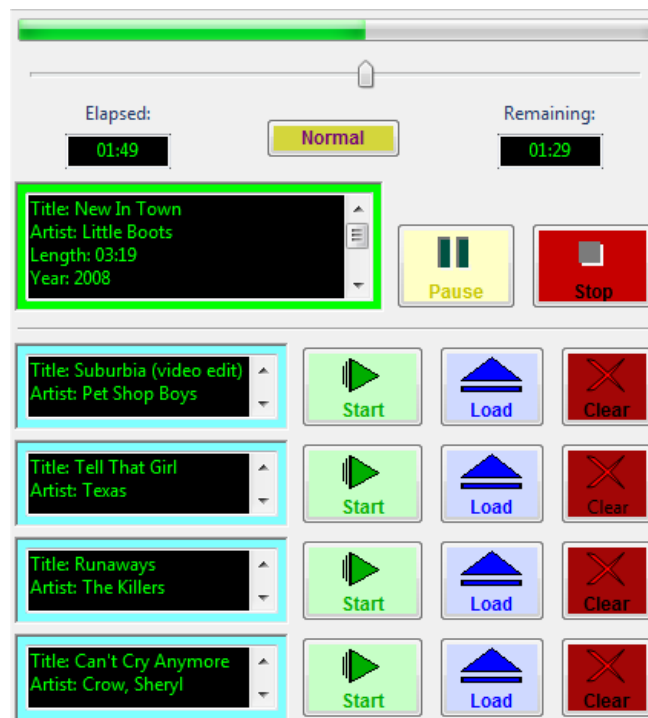 Elapsed:
Remaining:
01:49
Normal
01:29
Title: New In Town
Artist: Little Boots
Length: 03:19
Year: 2008
Pause
Stop
Title: Suburbia (video edit)
Artist: Pet Shop Boys
Start
Load
Clear
Title: Tell That Girl
Artist: Texas
Start
Load
Clear
Title: Runaways
Artist: The Killers
Start
Load
Clear
Title: Can't Cry Anymore
Artist: Crow, Sheryl
Start
Load
Clear